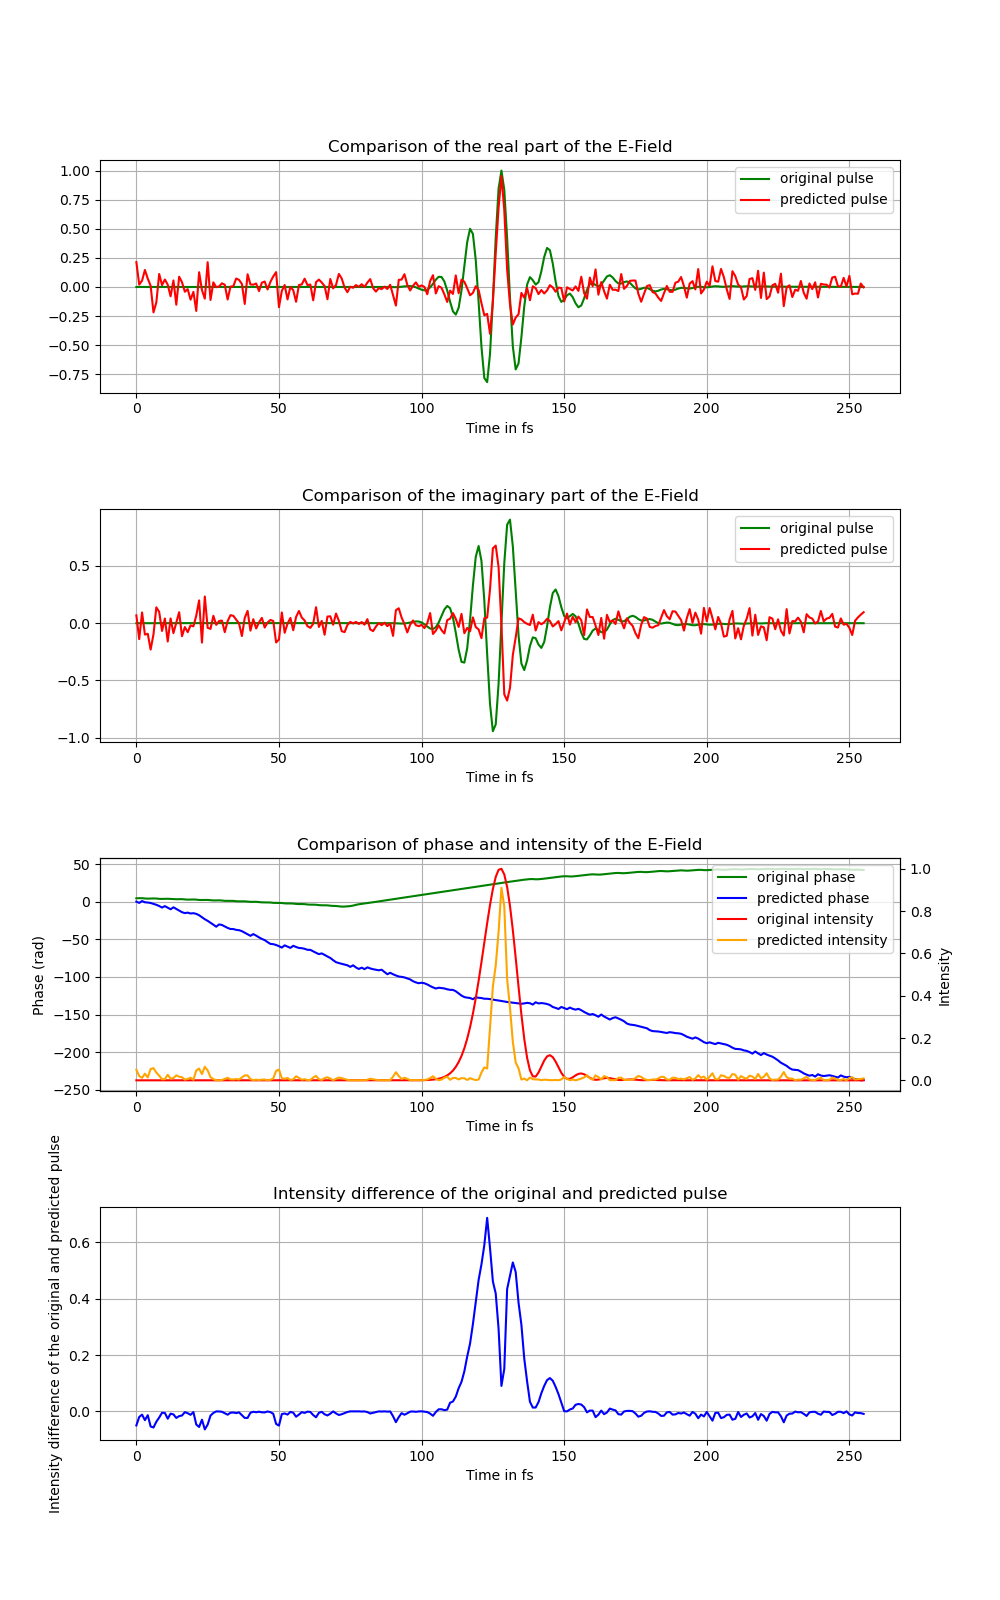 Comparison of the real part of the E-Field
original pulse
predicted pulse
1.00
0.75
0.50
0.25
0.00
−0.25
−0.50
−0.75
0 50 100 150 200 250
Time in fs
Comparison of the imaginary part of the E-Field
original pulse
predicted pulse
0.5
0.0
−0.5
−1.0
0 50 100 150 200 250
Time in fs
Comparison of phase and intensity of the E-Field
original phase
predicted phase
original intensity
predicted intensity
Phase (rad)
50
0
−50
−100
−150
−200
−250
1.0
0.8
0.6
0.4
0.2
0.0
Intensity
0 50 100 150 200 250
Time in fs
Intensity difference of the original and predicted pulse
Intensity difference of the original and predicted pulse
0.6
0.4
0.2
0.0
0 50 100 150 200 250
Time in fs